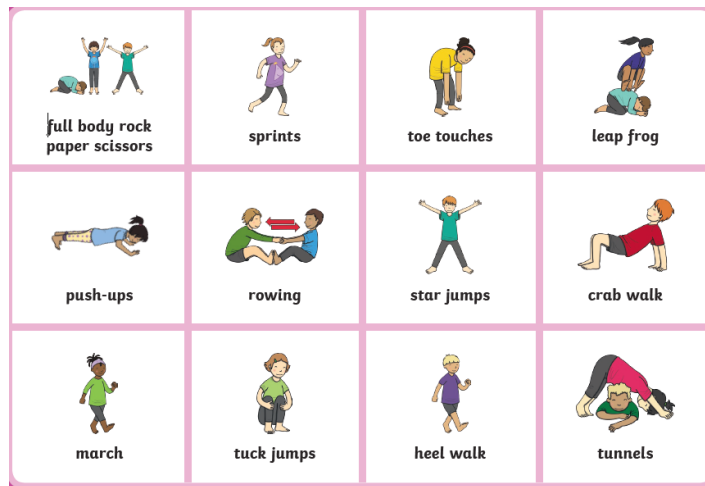 full body rock
paper scissors
sprints
toe touches
leap frog
push-ups
rowing
star jumps
crab walk
march
tuck jumps
heel walk
tunnels